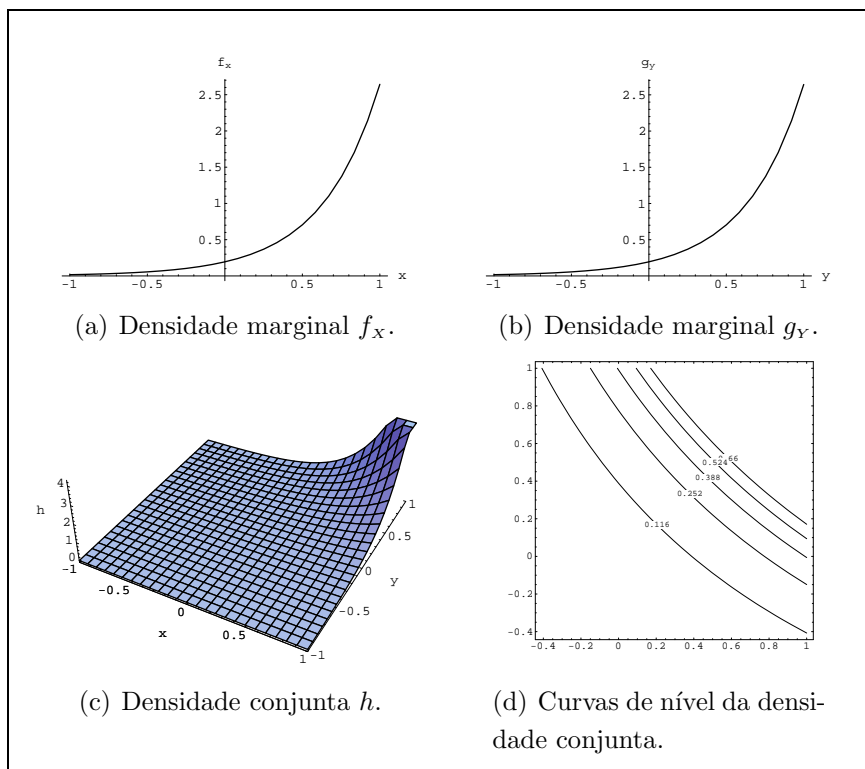 f_x
g_Y
2.5
2
1.5
1
0.5
-1 -0.5 0.5 1 x
2.5
2
1.5
1
0.5
-1 -0.5 0.5 1 y
(a) Densidade marginal f_X.
(b) Densidade marginal g_Y.
4
3
2
1
0
h
-1 -0.5 0 0.5 1
x
-1 -0.5 0 0.5 1
y
1
0.8
0.6
0.4
0.2
0
-0.2
-0.4
-0.4 -0.2 0 0.2 0.4 0.6 0.8 1
0.524
0.388
0.252
0.116
(c) Densidade conjunta h.
(d) Curvas de nível da densi-
dade conjunta.